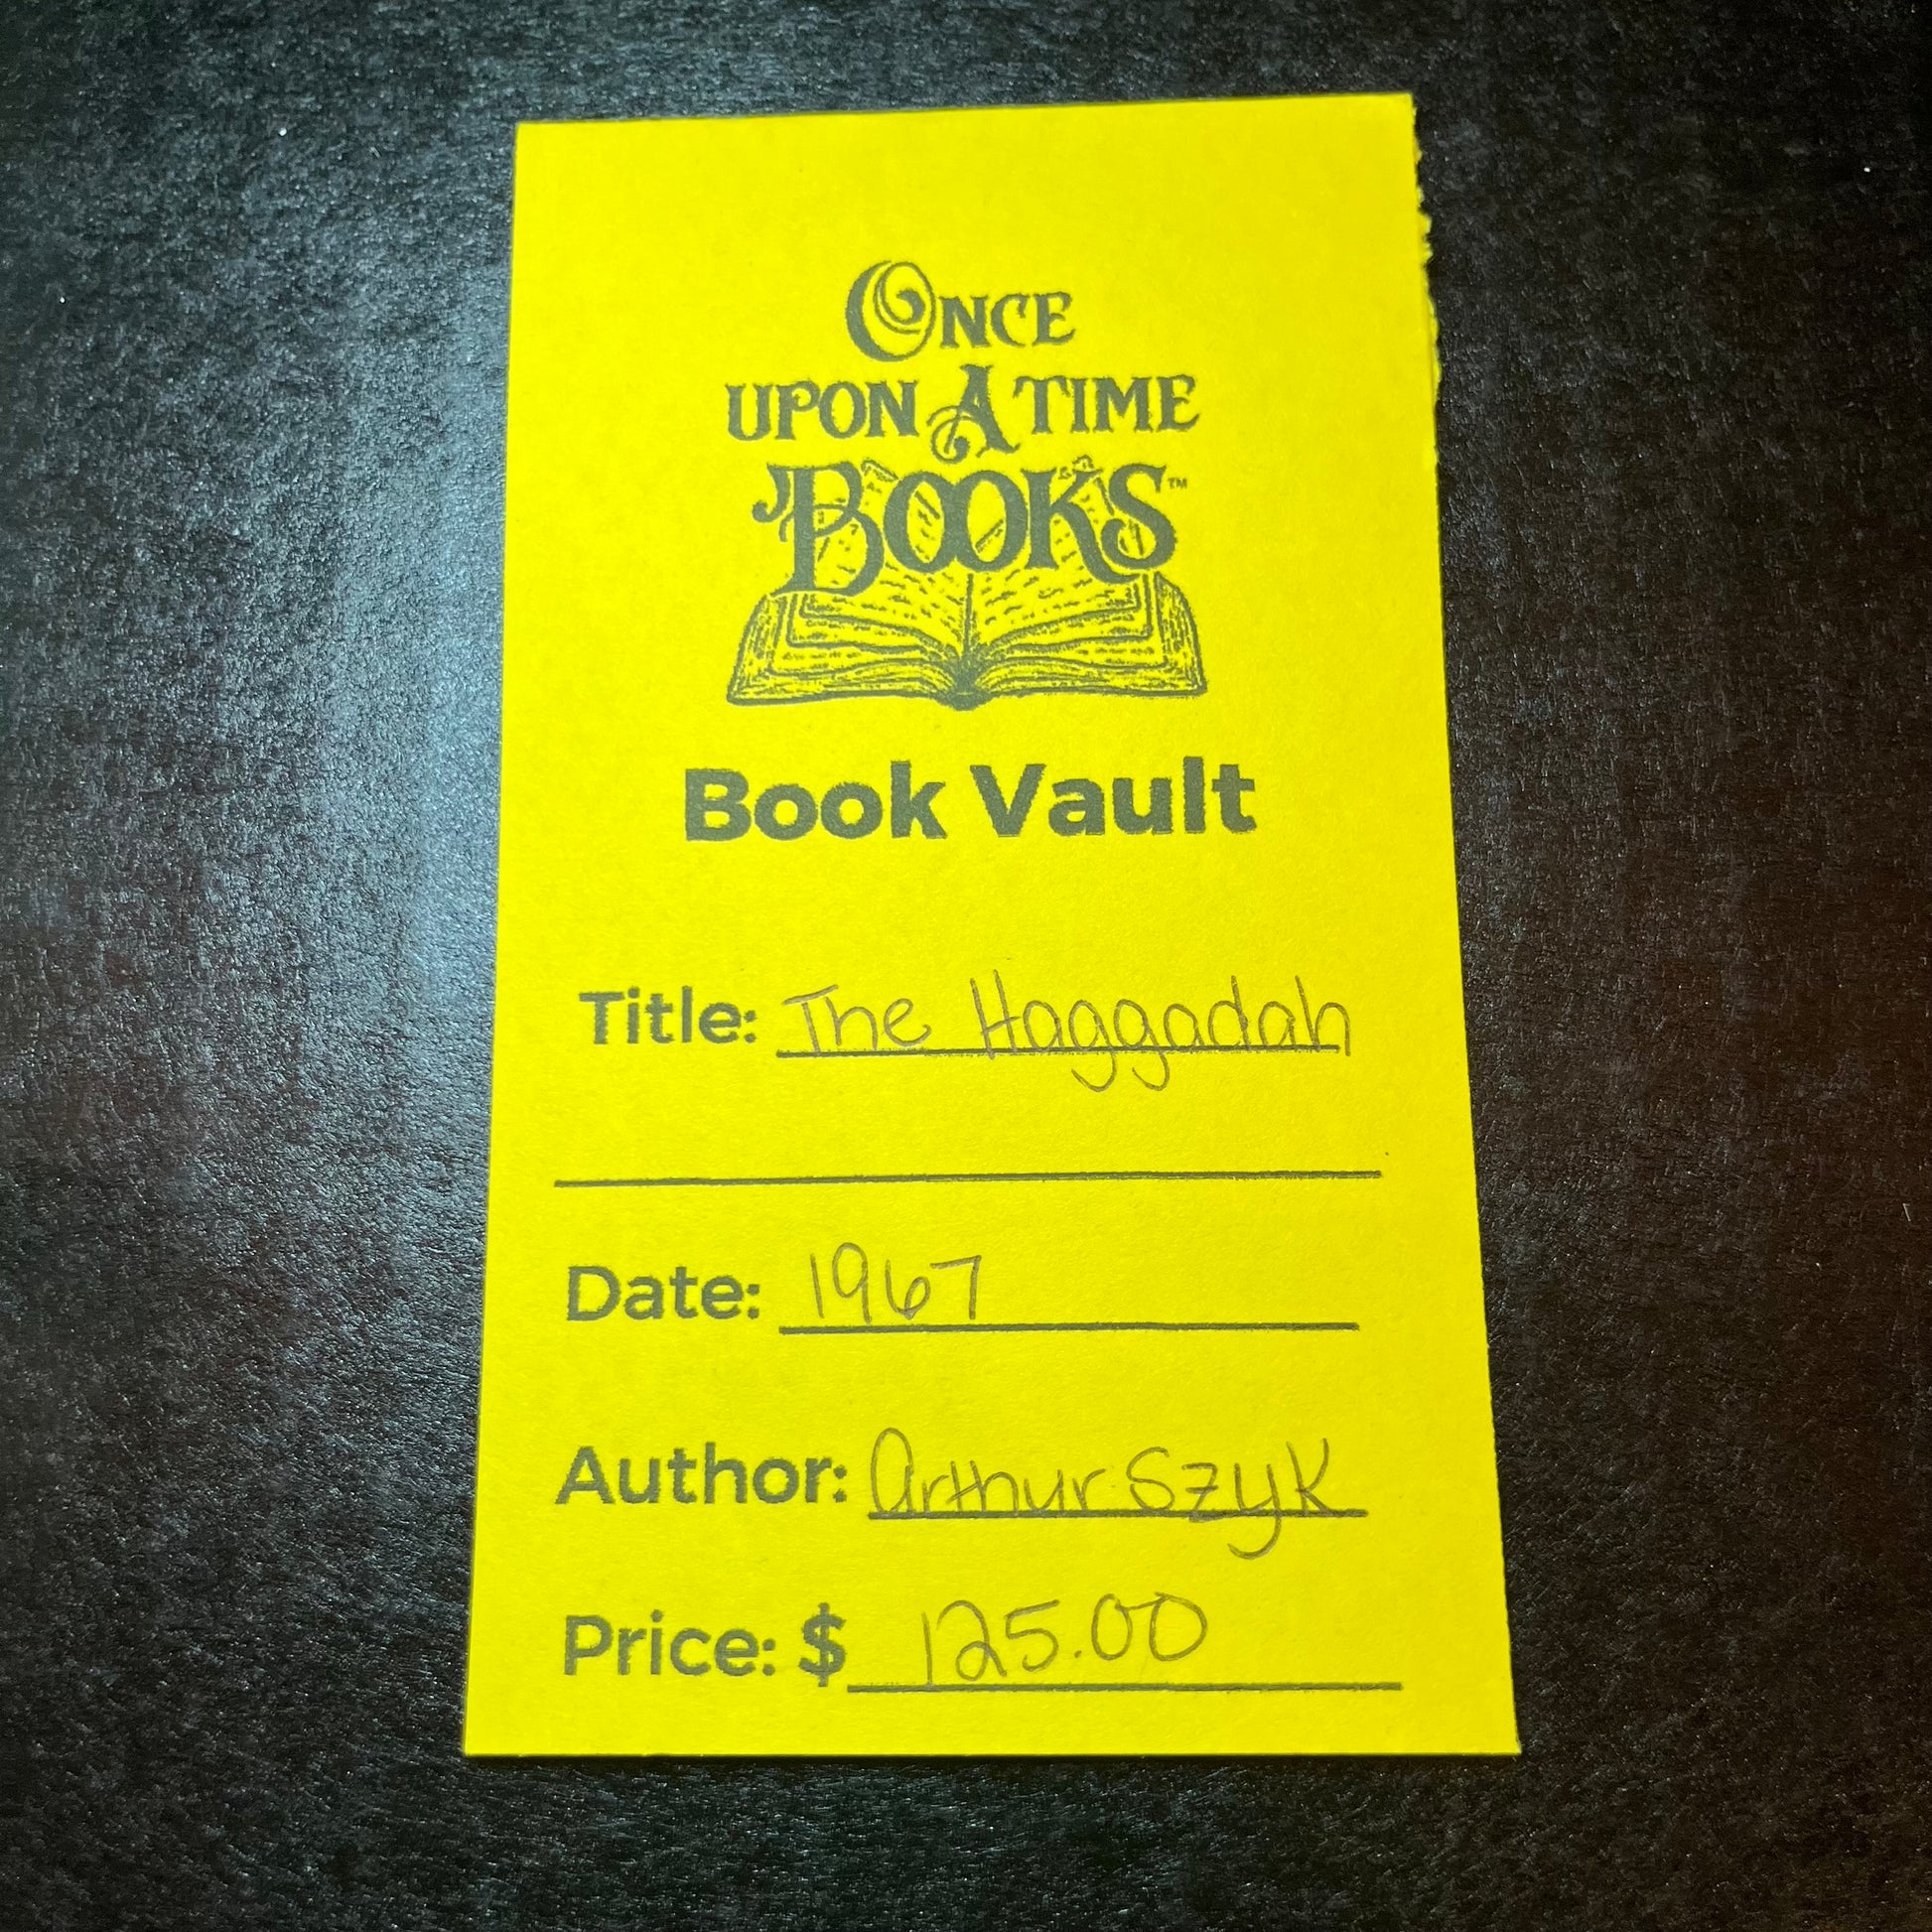 ONCE
UPON A TIME
BOOKS™
Book Vault
Title: The Haggadah
Date: 1967
Author: Arthur Szyk
Price: $ 125.00